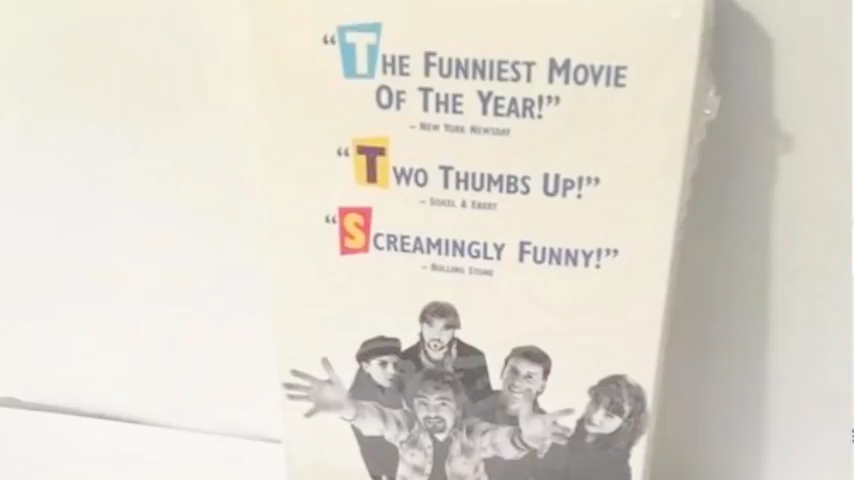 “THE FUNNIEST MOVIE
OF THE YEAR!”
– NEW YORK NEWSDAY
“TWO THUMBS UP!”
– SISKEL & EBERT
“SCREAMINGLY FUNNY!”
– ROLLING STONE